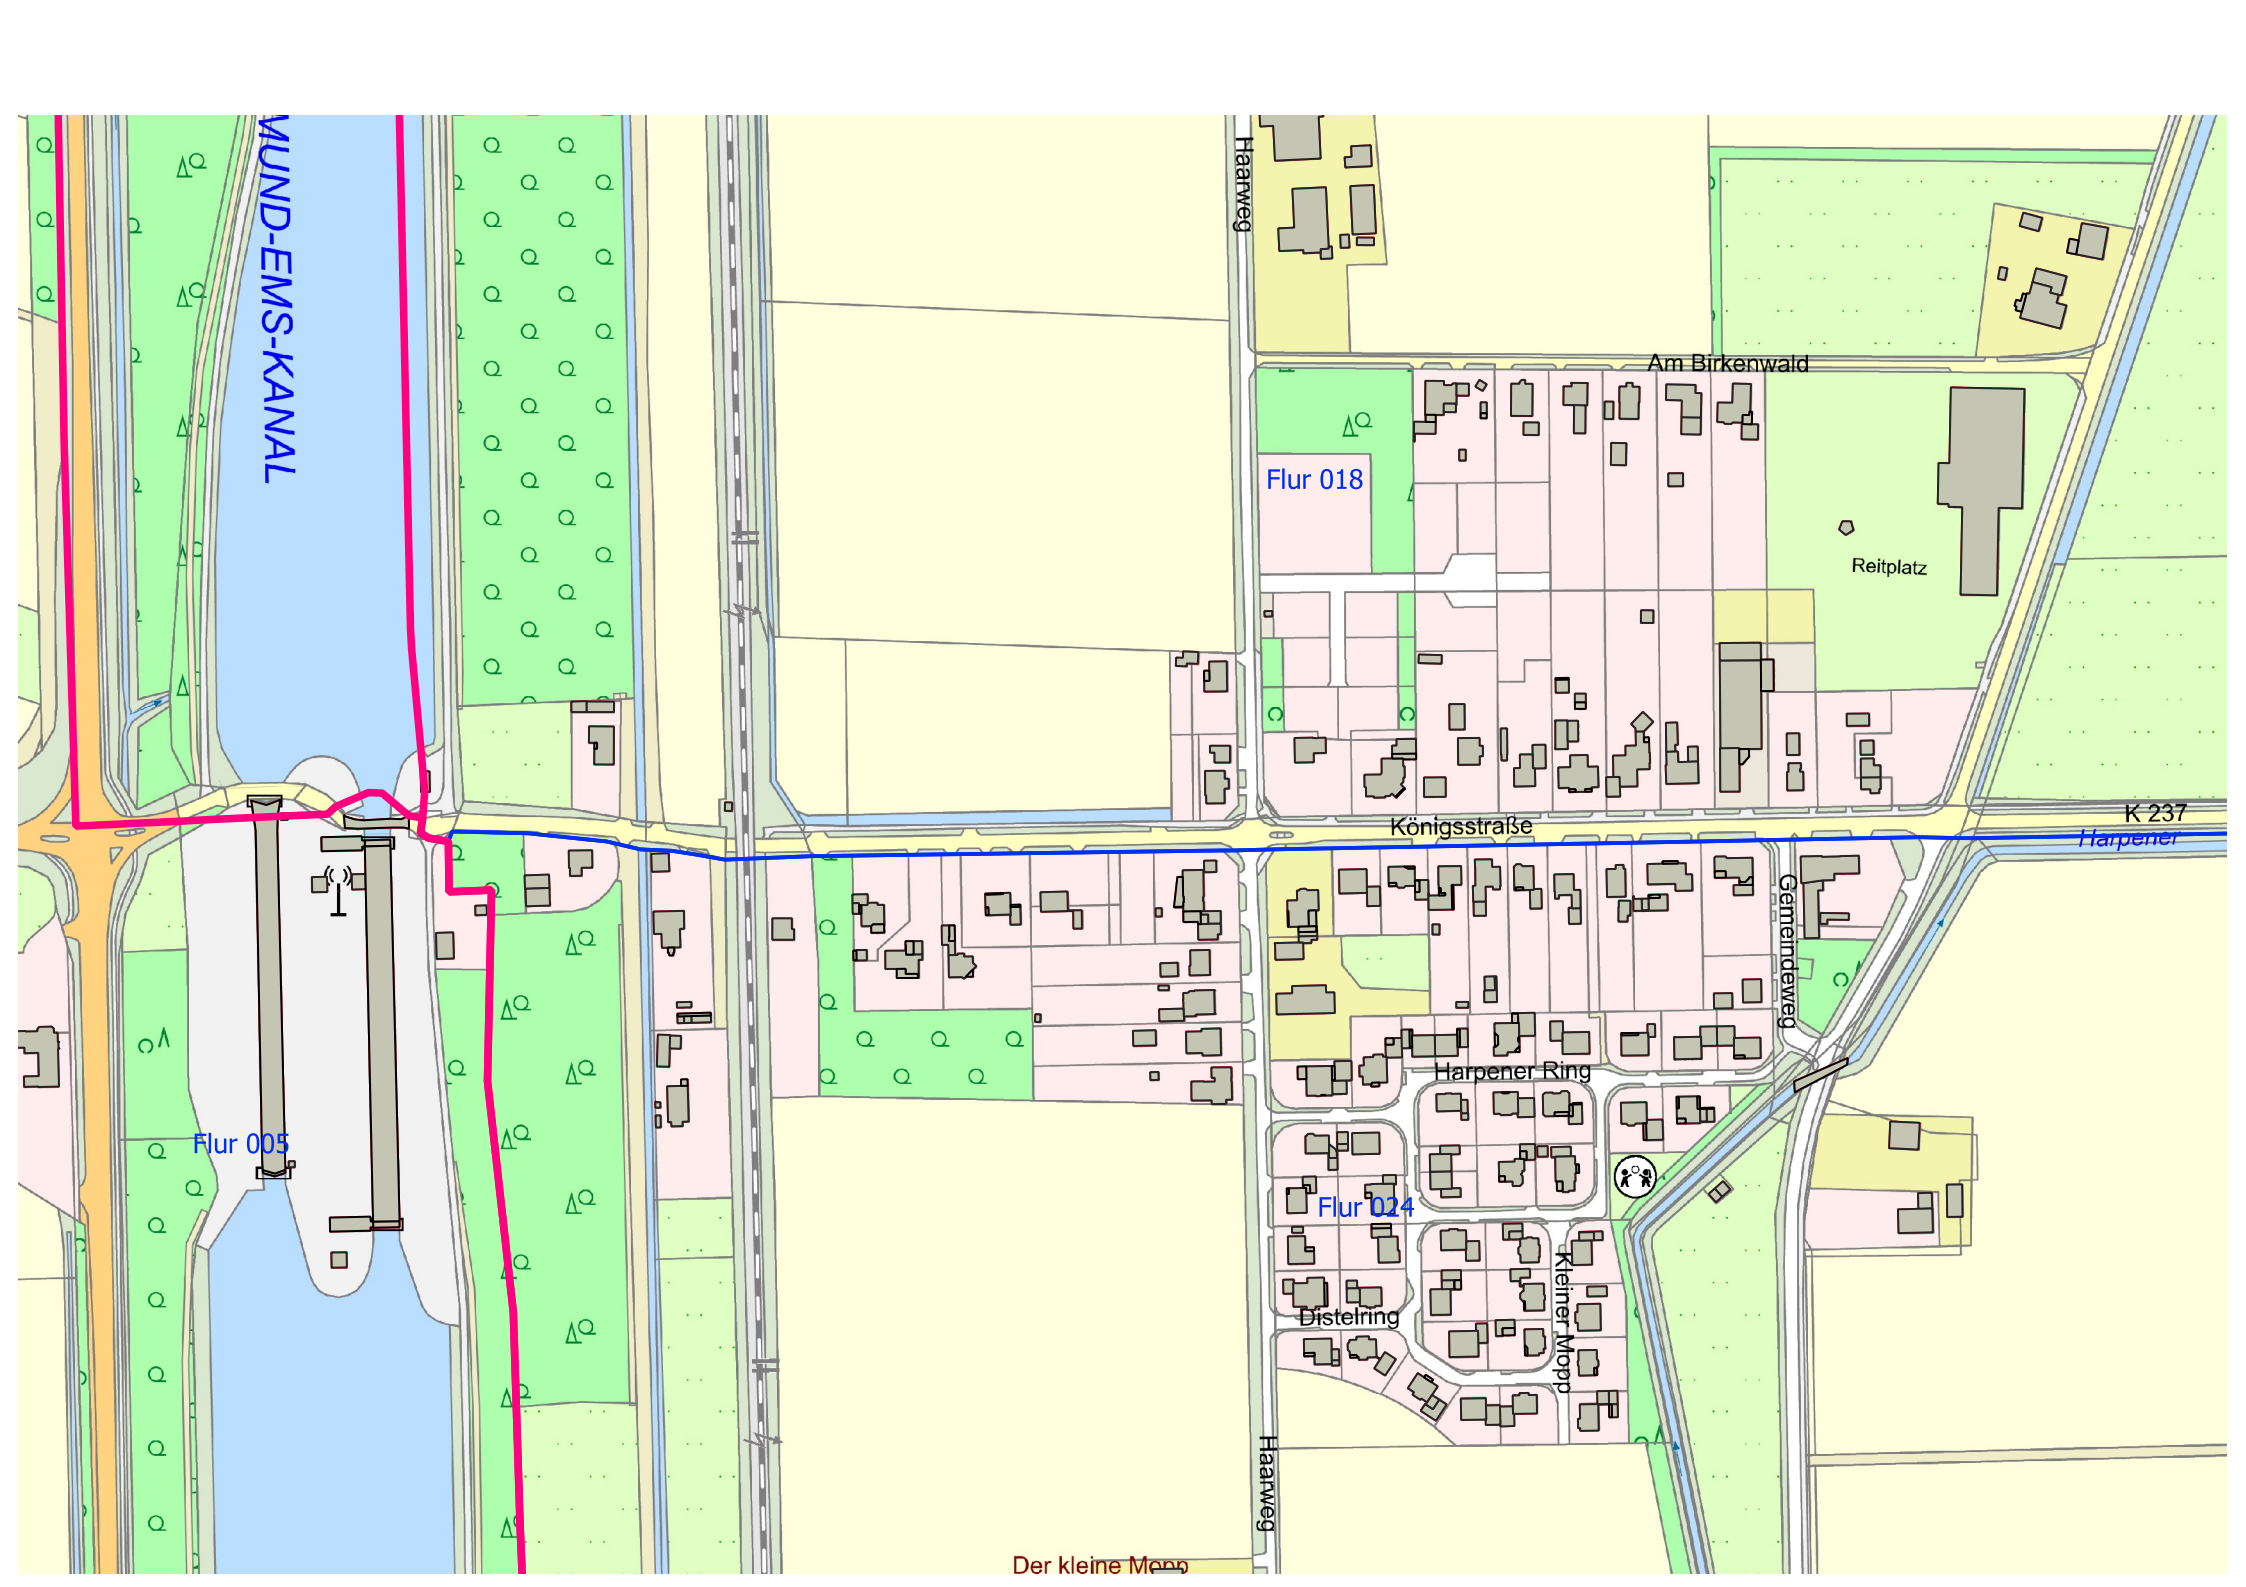 MUND-EMS-KANAL
Haarweg
Am Birkenwald
Flur 018
Reitplatz
K 237
Königsstraße
Harpener
Gemeindeweg
Harpener Ring
Flur 005
Flur 024
Kleiner Mopp
Distelring
Haarweg
Der kleine Mopp